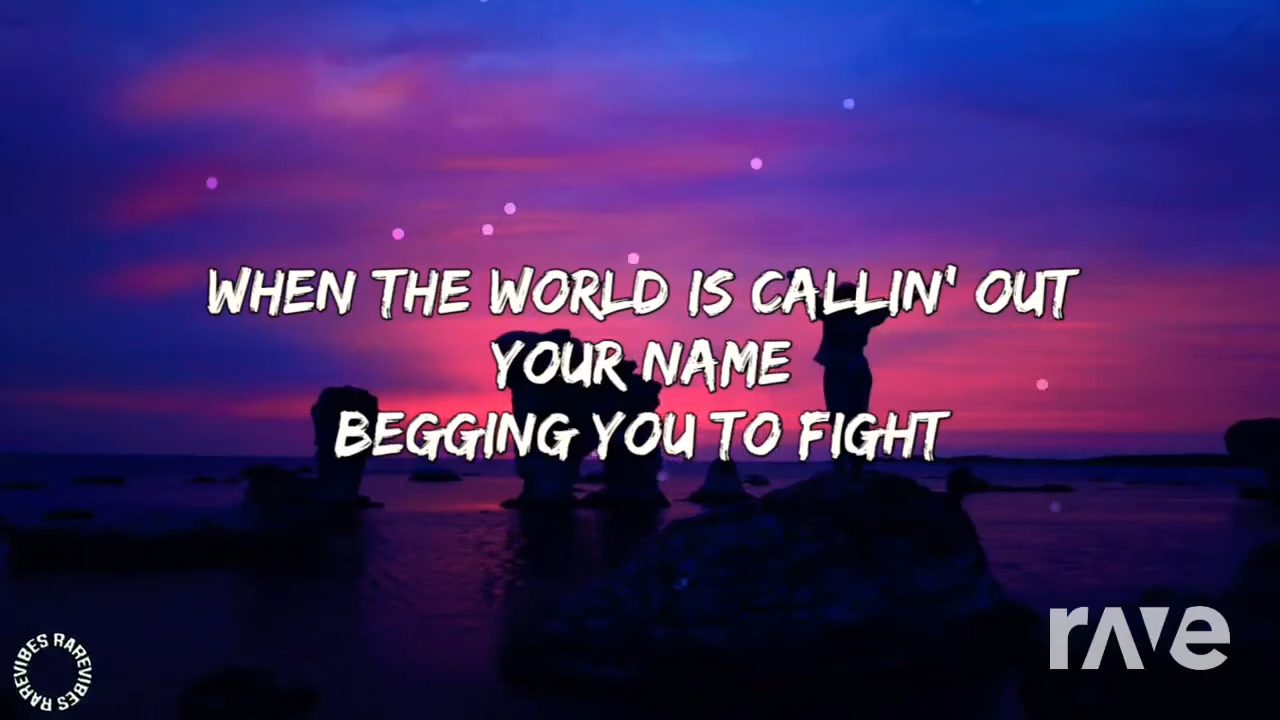 WHEN THE WORLD IS CALLIN' OUT
YOUR NAME
BEGGING YOU TO FIGHT
rave
RAREVIBES RAREVIBES